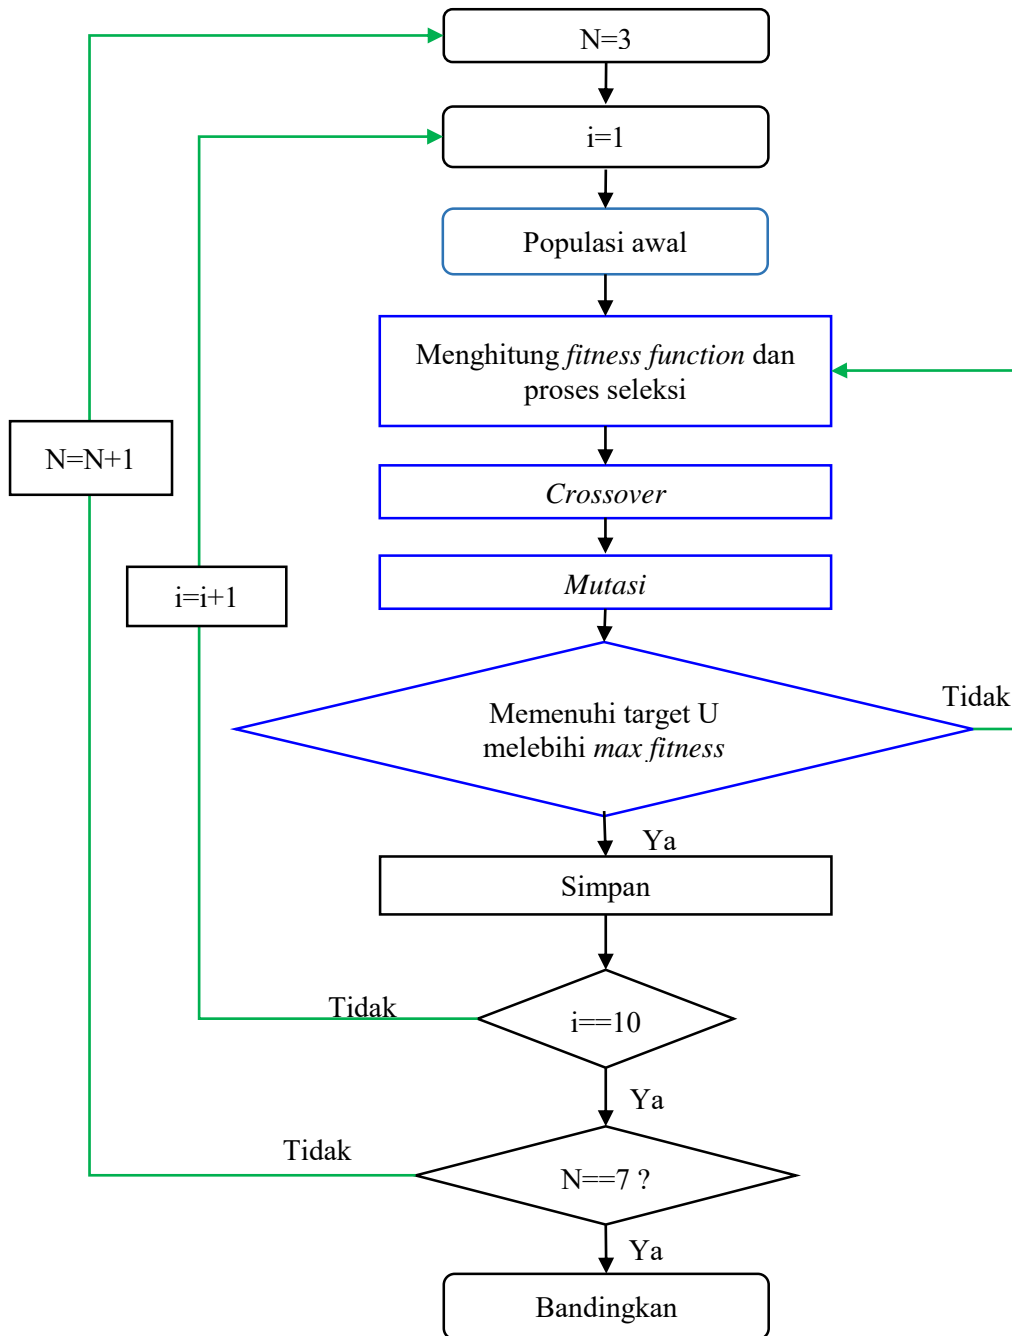 N=3
i=1
Populasi awal
Menghitung fitness function dan
proses seleksi
N=N+1
Crossover
i=i+1
Mutasi
Tidak
Memenuhi target U
melebihi max fitness
Ya
Simpan
Tidak
i==10
Ya
Tidak
N==7 ?
Ya
Bandingkan